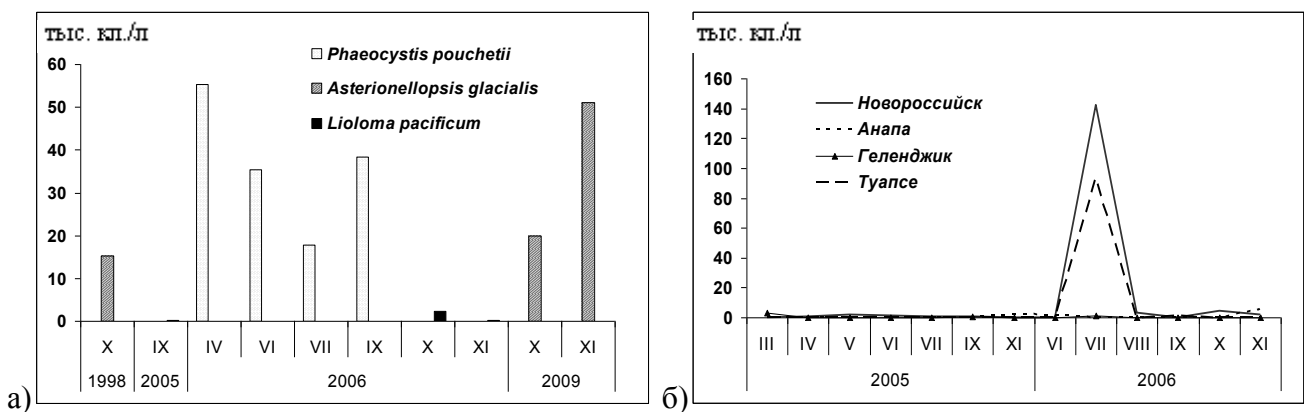 тыс. кл./л
60
50
40
30
20
10
0
Phaeocystis pouchetii
Asterionellopsis glacialis
Lioloma pacificum
X IX IV VI VII IX X XI X XI
1998 2005 2006 2009
а)
тыс. кл./л
160
140
120
100
80
60
40
20
0
Новороссийск
Анапа
Геленджик
Туапсе
III IV V VI VII IX XI VI VII VIII IX X XI
2005 2006
б)